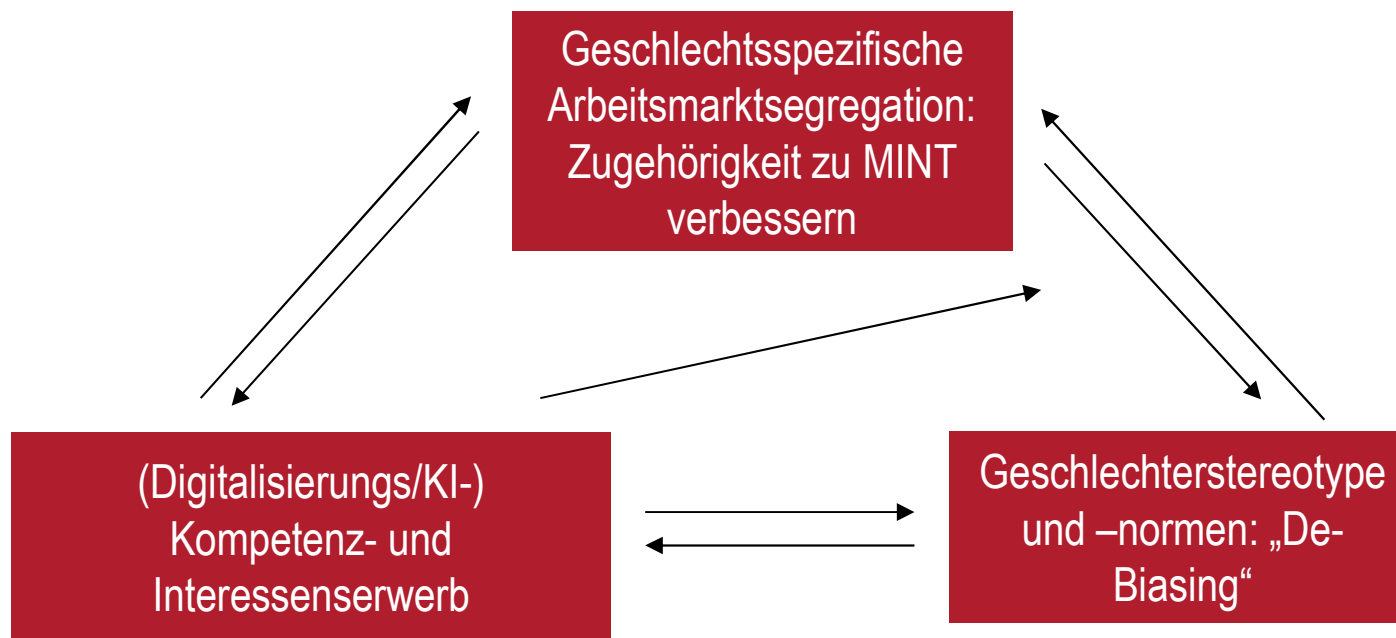 Geschlechtsspezifische
Arbeitsmarktsegregation:
Zugehörigkeit zu MINT
verbessern
(Digitalisierungs/KI-)
Kompetenz- und
Interessenserwerb
Geschlechterstereotype
und –normen: „De-
Biasing“